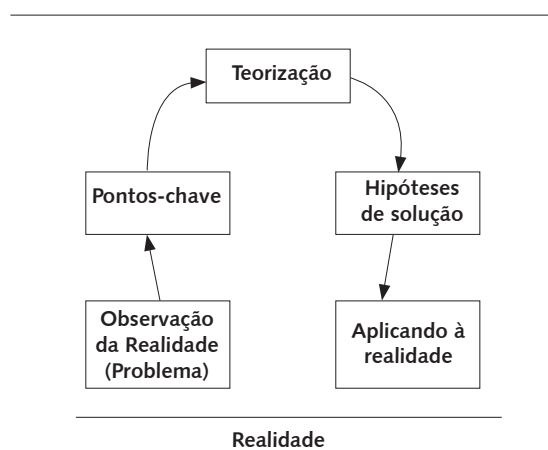 Teorização
Pontos-chave
Hipóteses
de solução
Observação
da Realidade
(Problema)
Aplicando à
realidade
Realidade